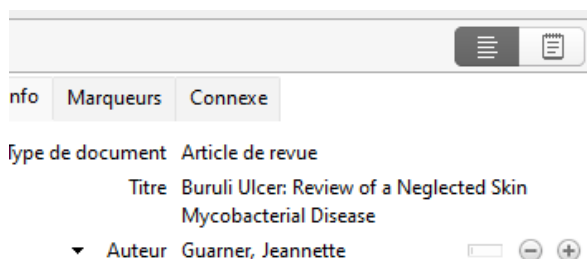 nfo Marqueurs Connexe
Type de document Article de revue
Titre Buruli Ulcer: Review of a Neglected Skin
Mycobacterial Disease
Auteur Guarner, Jeannette